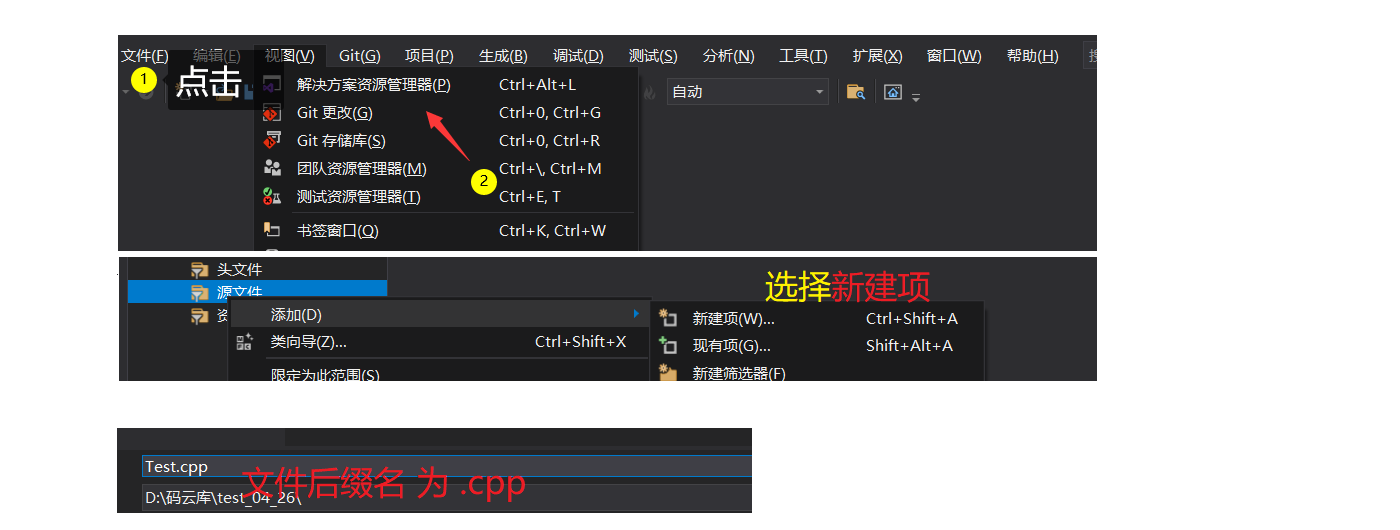 文件(F) 编辑(E) 视图(V) Git(G) 项目(P) 生成(B) 调试(D) 测试(S) 分析(N) 工具(T) 扩展(X) 窗口(W) 帮助(H)
1 点击
解决方案资源管理器(P) Ctrl+Alt+L 自动
Git 更改(G) Ctrl+0, Ctrl+G
Git 存储库(S) Ctrl+0, Ctrl+R
团队资源管理器(M) Ctrl+\, Ctrl+M
2
测试资源管理器(T) Ctrl+E, T
书签窗口(Q) Ctrl+K, Ctrl+W
头文件
选择新建项
源文件
添加(D) 新建项(W)... Ctrl+Shift+A
类向导(Z)... Ctrl+Shift+X 现有项(G)... Shift+Alt+A
限定为此范围(S) 新建筛选器(F)
Test.cpp
文件后缀名 为 .cpp
D:\码云库\test_04_26\